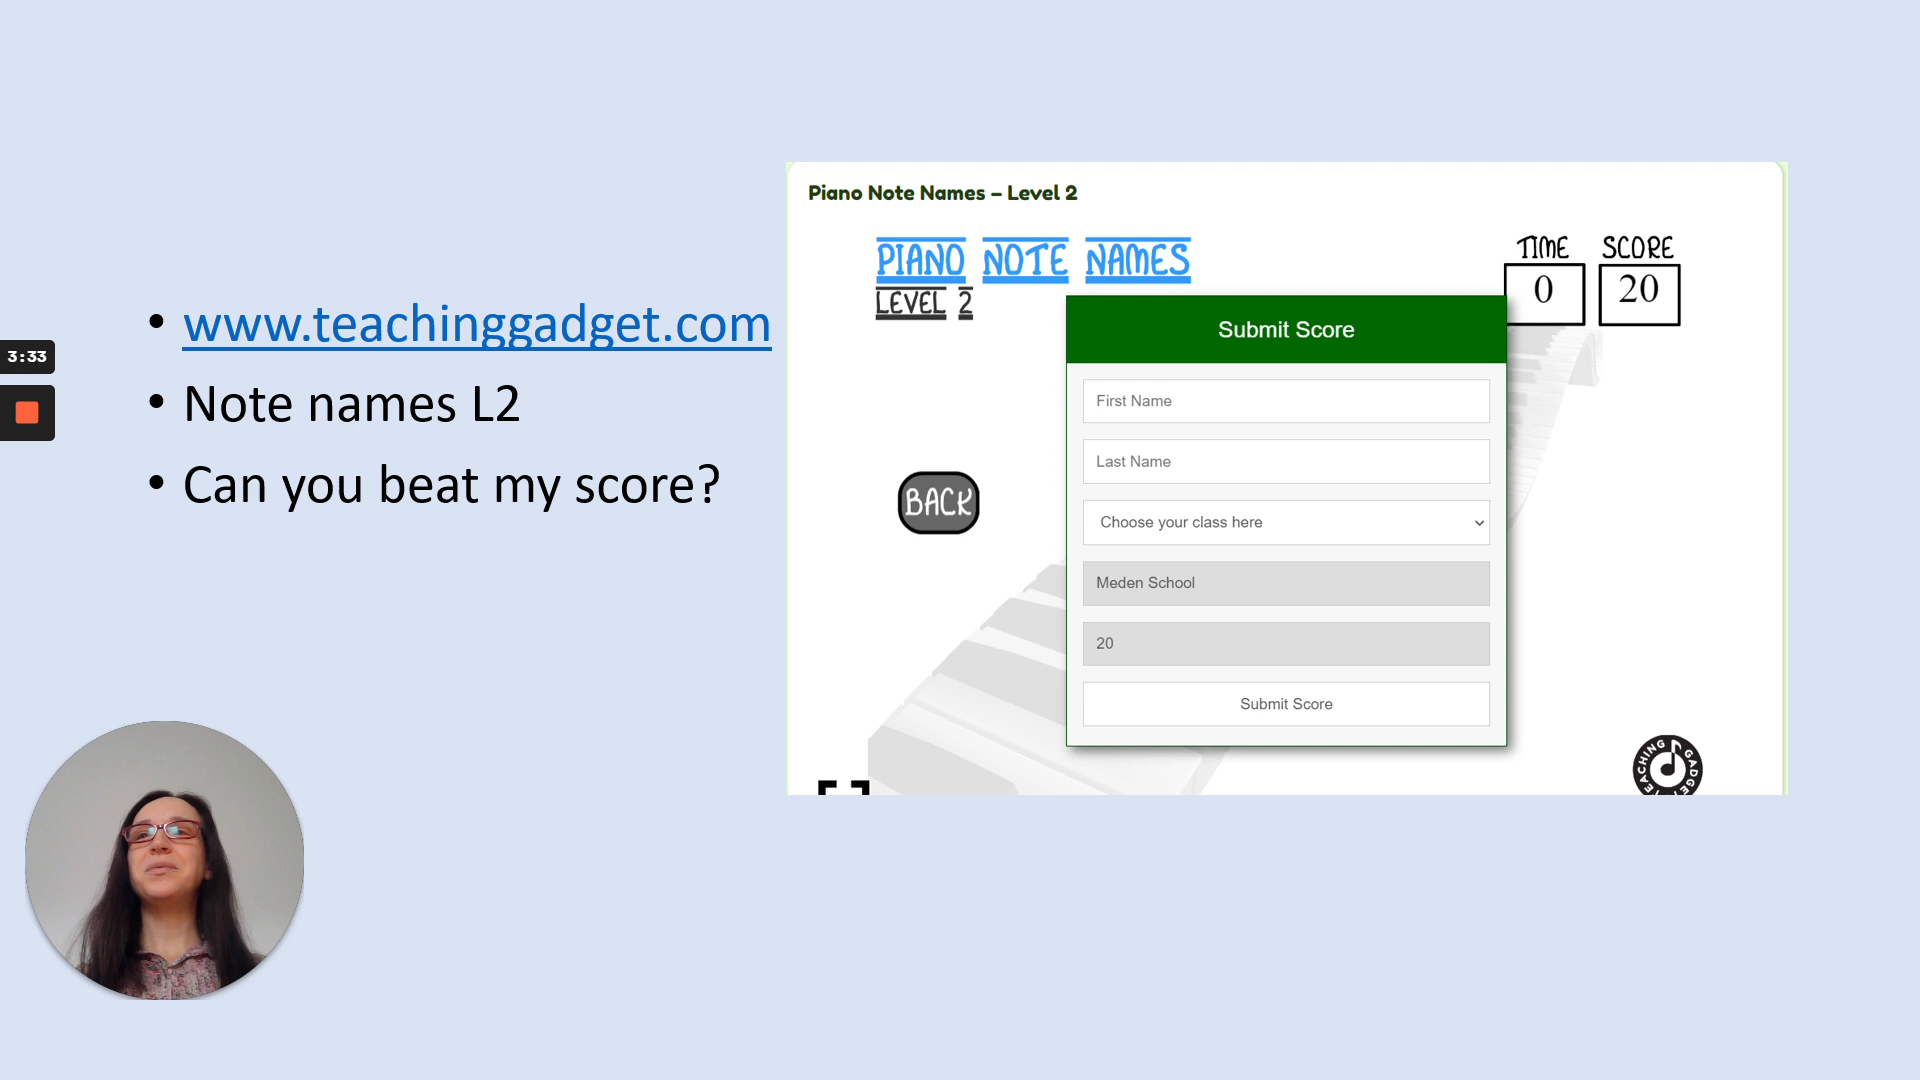 www.teachinggadget.com
Note names L2
Can you beat my score?
3:33
Piano Note Names – Level 2
PIANO NOTE NAMES
LEVEL 2
TIME
0
SCORE
20
Submit Score
First Name
Last Name
Choose your class here
Meden School
20
Submit Score
BACK
TEACHING GADGET